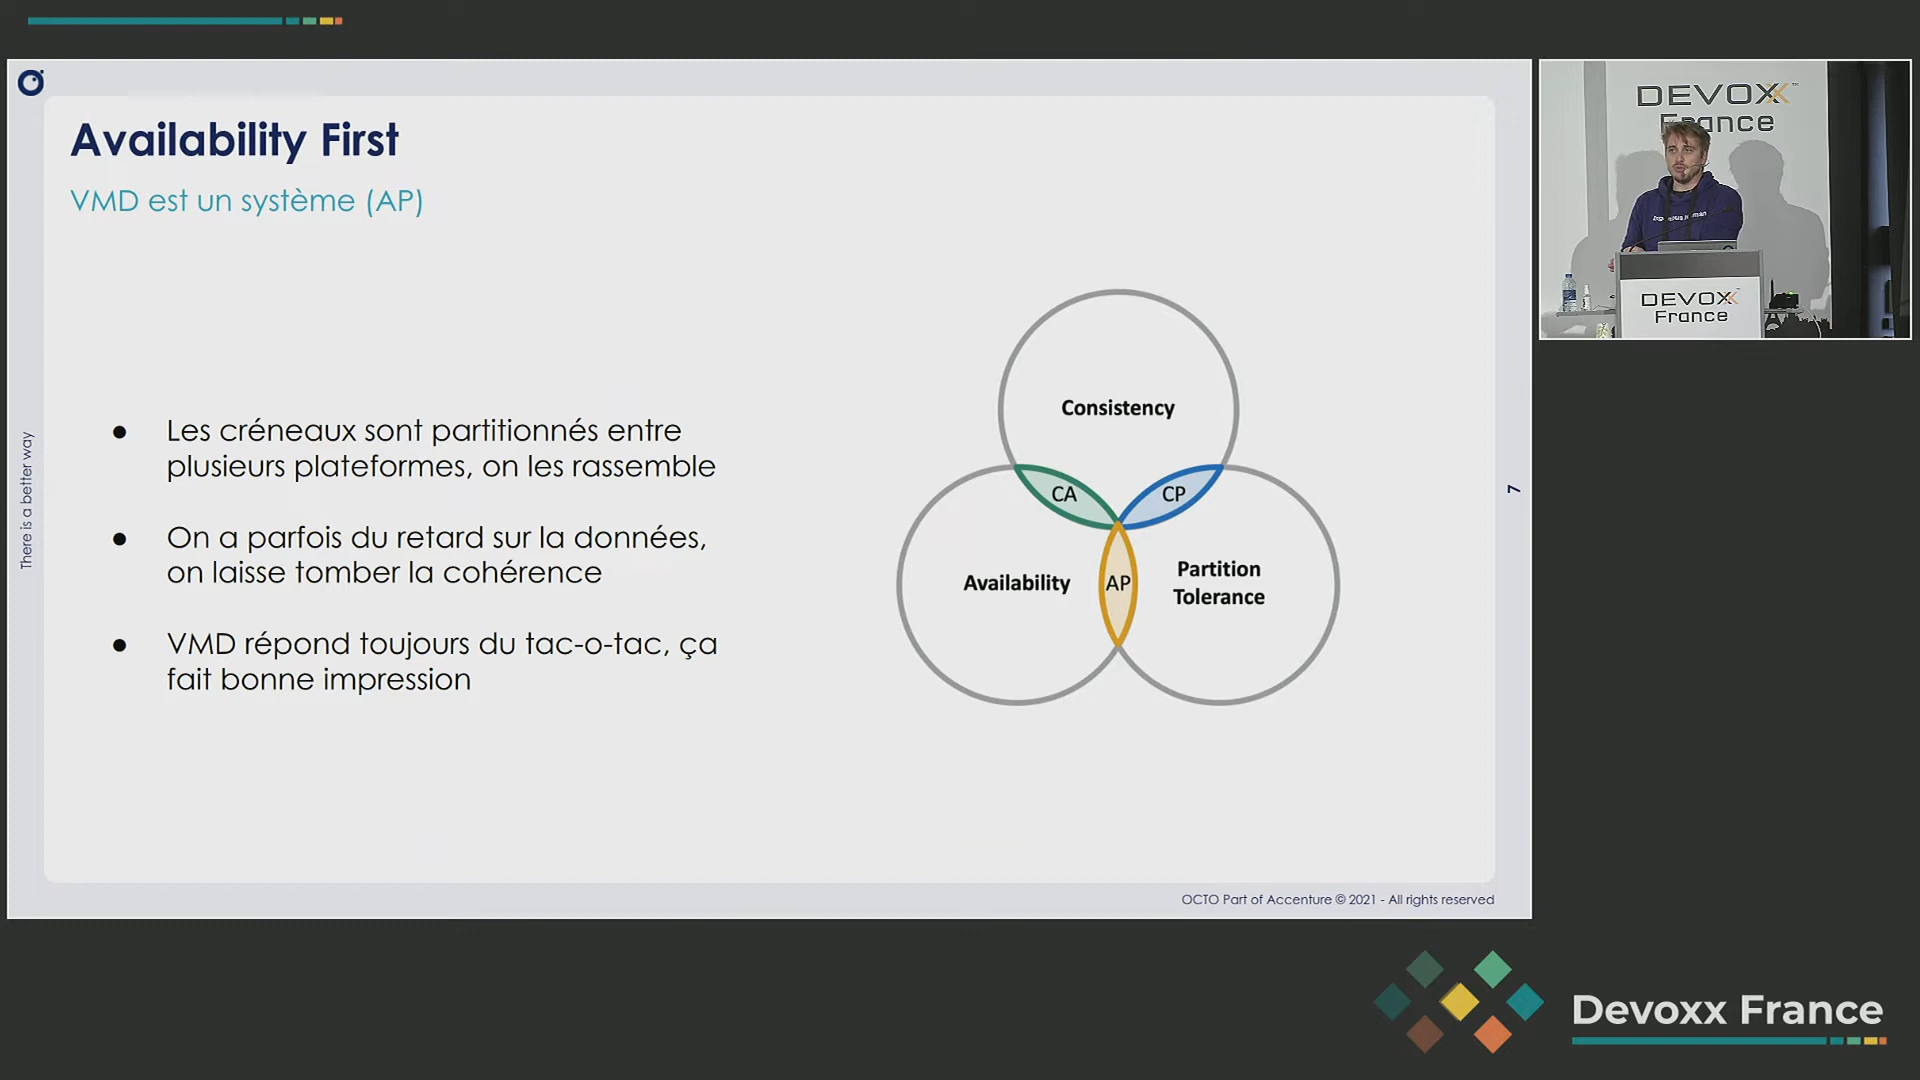 Availability First
VMD est un système (AP)
● Les créneaux sont partitionnés entre
plusieurs plateformes, on les rassemble
● On a parfois du retard sur la données,
on laisse tomber la cohérence
● VMD répond toujours du tac-o-tac, ça
fait bonne impression
Consistency
CA
CP
Availability
AP
Partition
Tolerance
There is a better way
7
OCTO Part of Accenture © 2021 - All rights reserved
DEVOXX™
France
DEVOXX
France
Devoxx France